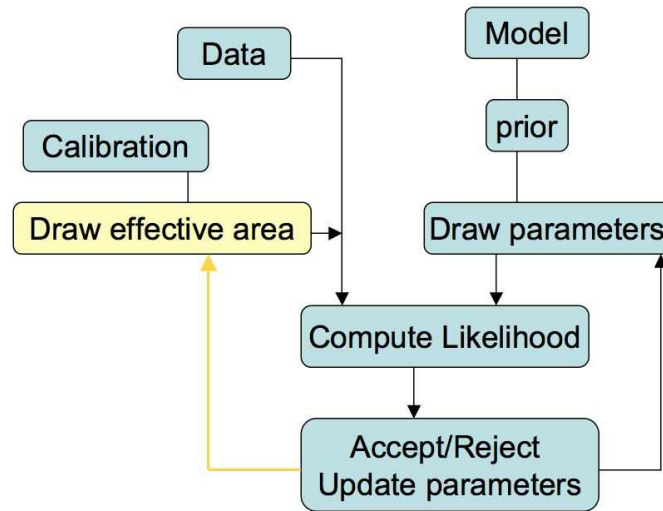 Model
Data
prior
Calibration
Draw effective area
Draw parameters
Compute Likelihood
Accept/Reject
Update parameters